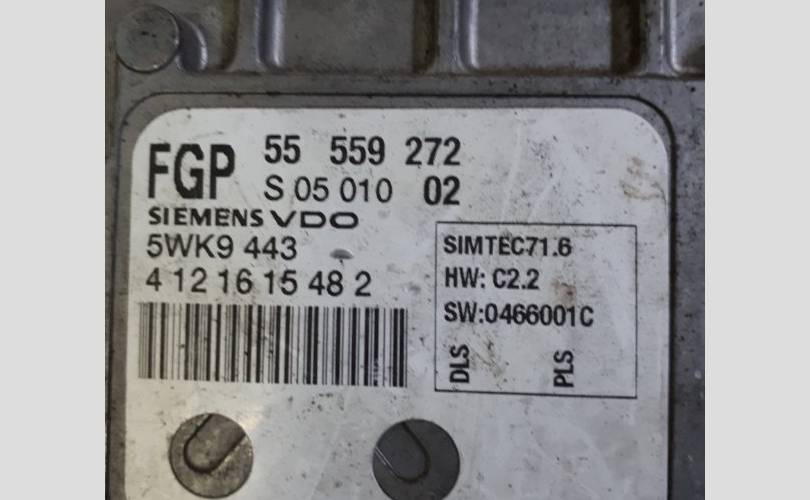 FGP 55 559 272
S 05 010 02
SIEMENS VDO
5WK9 443
4 12 16 15 48 2
SIMTEC71.6
HW: C2.2
SW:0466001C
DLS PLS